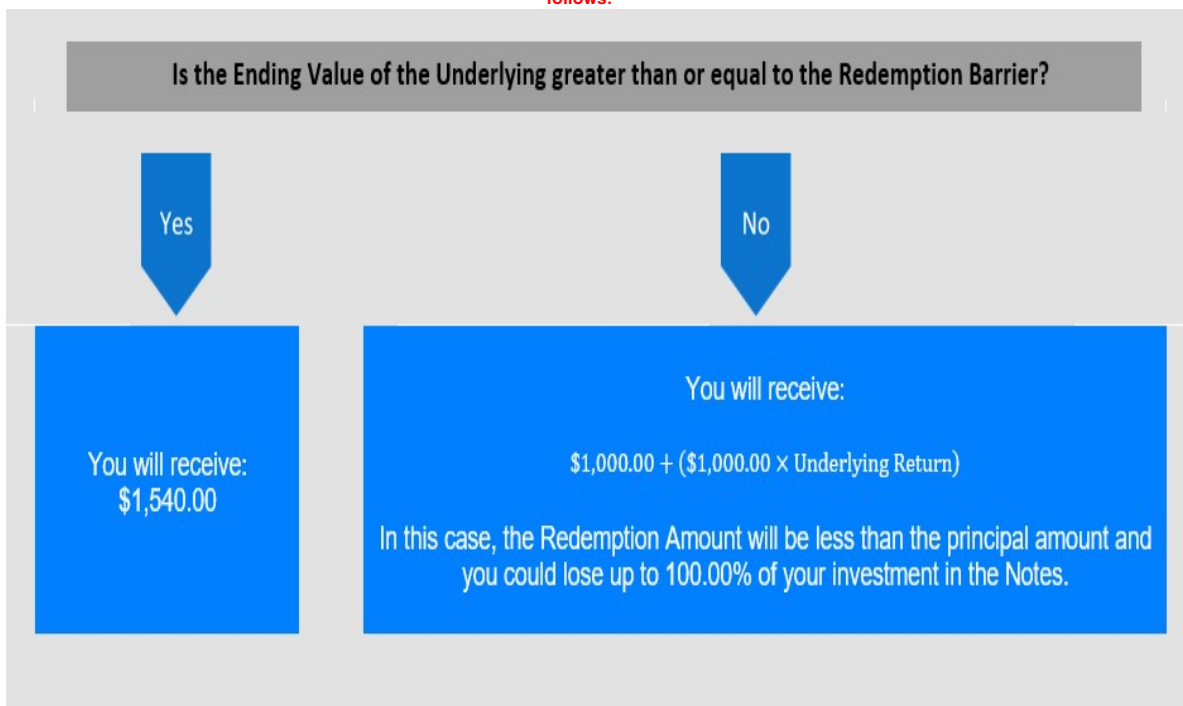 follows:
Is the Ending Value of the Underlying greater than or equal to the Redemption Barrier?
Yes
No
You will receive:
$1,540.00
You will receive:
$1,000.00 + ($1,000.00 × Underlying Return)
In this case, the Redemption Amount will be less than the principal amount and
you could lose up to 100.00% of your investment in the Notes.